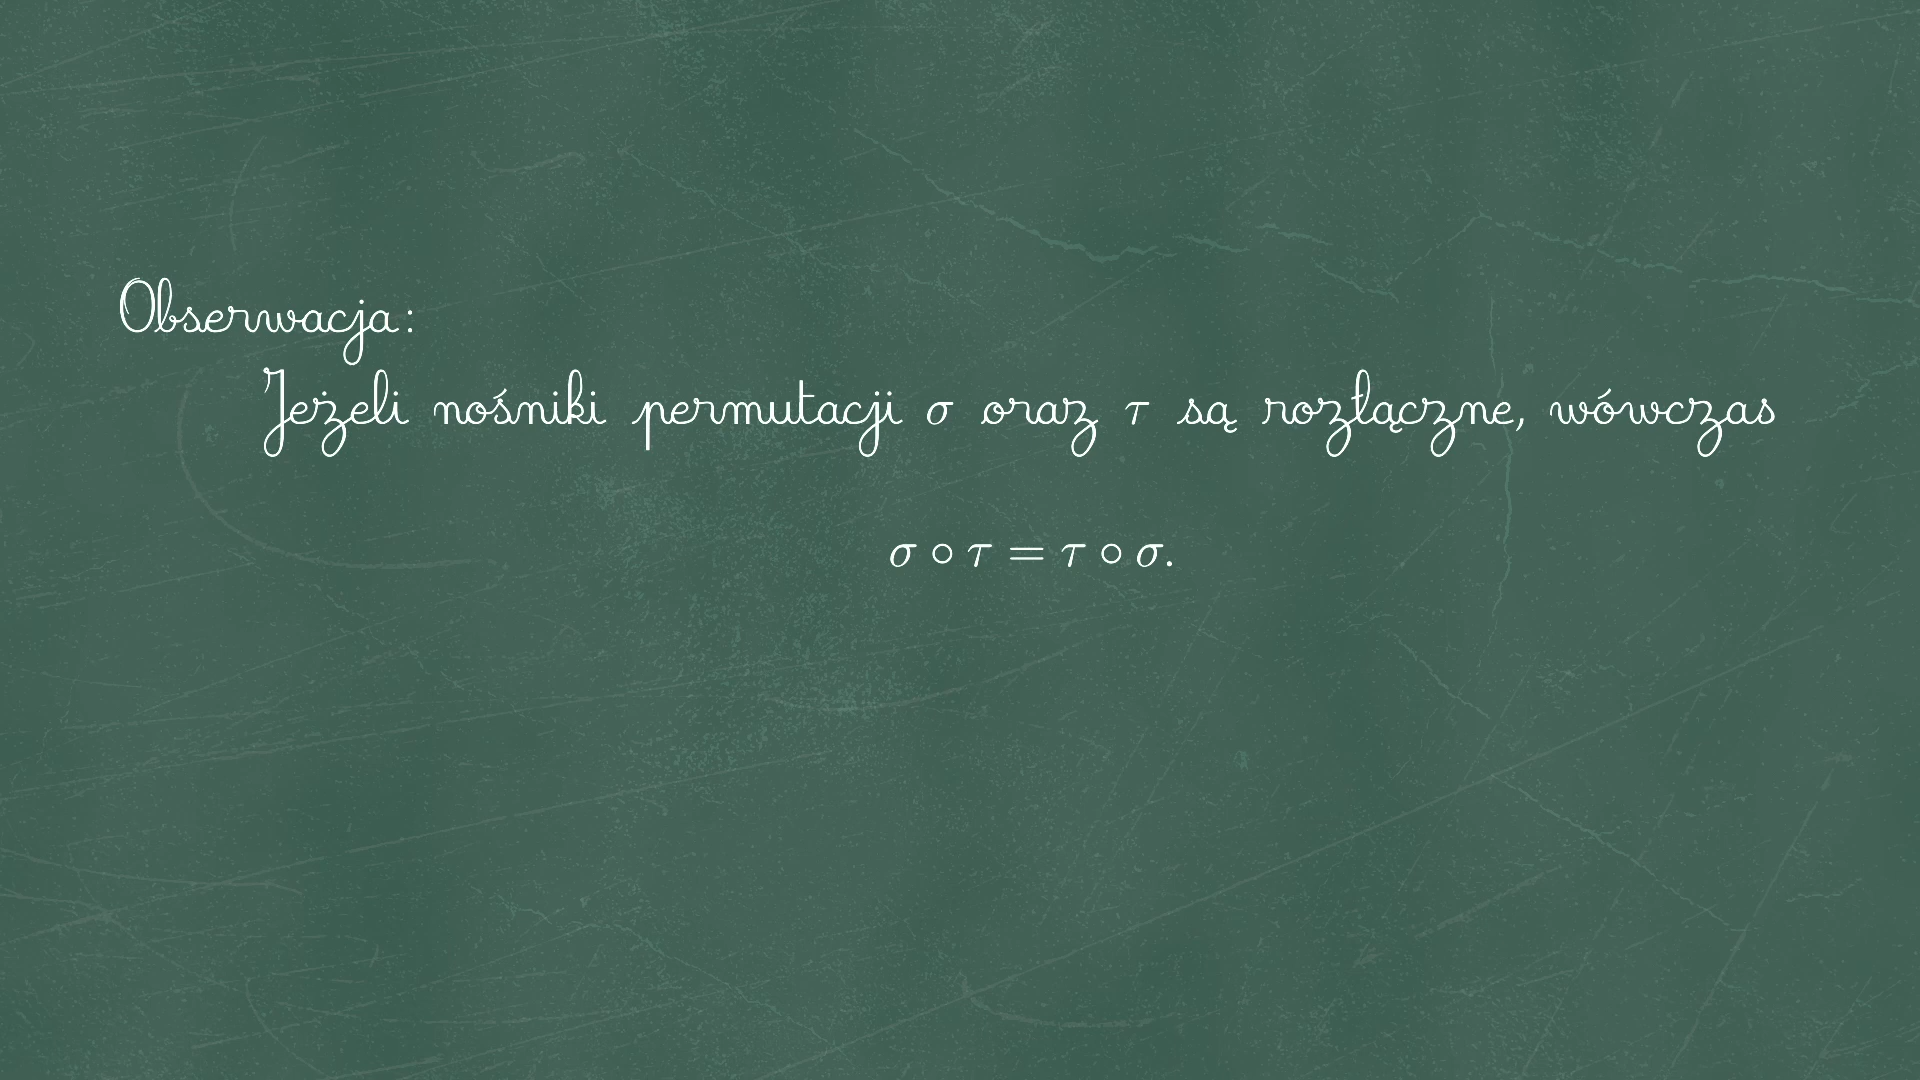 Obserwacja:
Jeżeli nośniki permutacji σ oraz τ są rozłączne, wówczas
σ ∘ τ = τ ∘ σ.